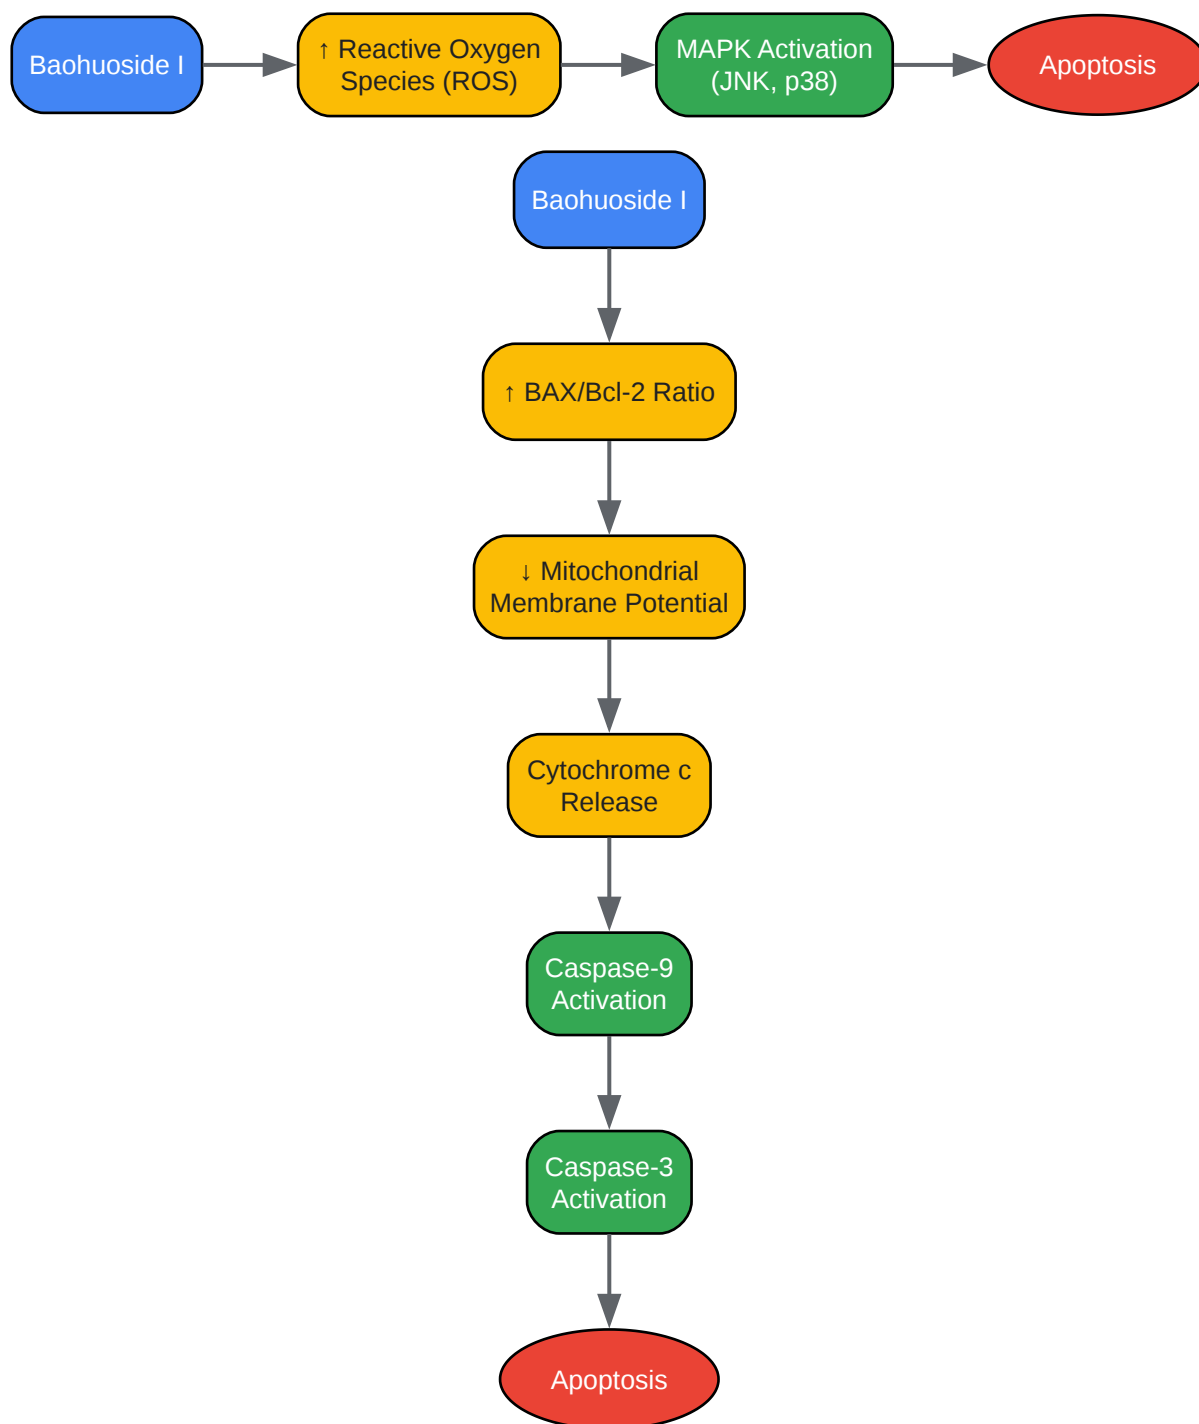 Baohuoside I
↑ Reactive Oxygen
Species (ROS)
MAPK Activation
(JNK, p38)
Apoptosis
Baohuoside I
↑ BAX/Bcl-2 Ratio
↓ Mitochondrial
Membrane Potential
Cytochrome c
Release
Caspase-9
Activation
Caspase-3
Activation
Apoptosis